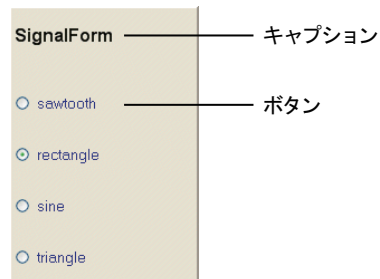 SignalForm キャプション
sawtooth ボタン
rectangle
sine
triangle